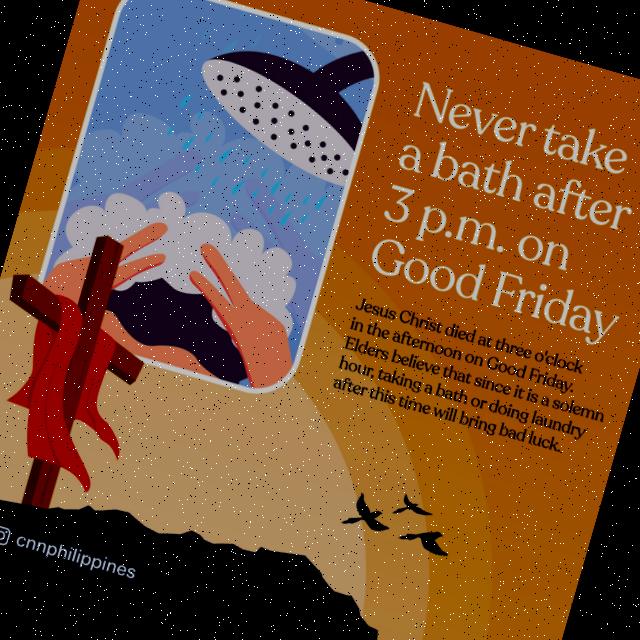 Never take
a bath after
3 p.m. on
Good Friday
Jesus Christ died at three o'clock
in the afternoon on Good Friday.
Elders believe that since it is a solemn
hour, taking a bath or doing laundry
after this time will bring bad luck.
cnnphilippines